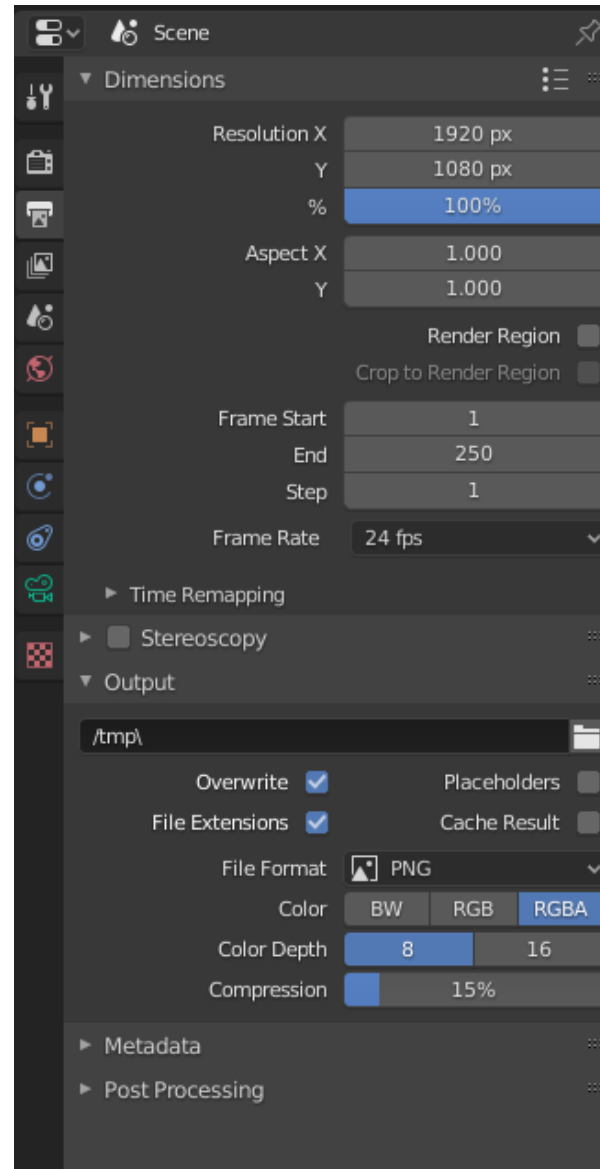 Scene
Dimensions
Resolution X 1920 px
Y 1080 px
% 100%
Aspect X 1.000
Y 1.000
Render Region
Crop to Render Region
Frame Start 1
End 250
Step 1
Frame Rate 24 fps
Time Remapping
Stereoscopy
Output
/tmp\
Overwrite Placeholders
File Extensions Cache Result
File Format PNG
Color BW RGB RGBA
Color Depth 8 16
Compression 15%
Metadata
Post Processing